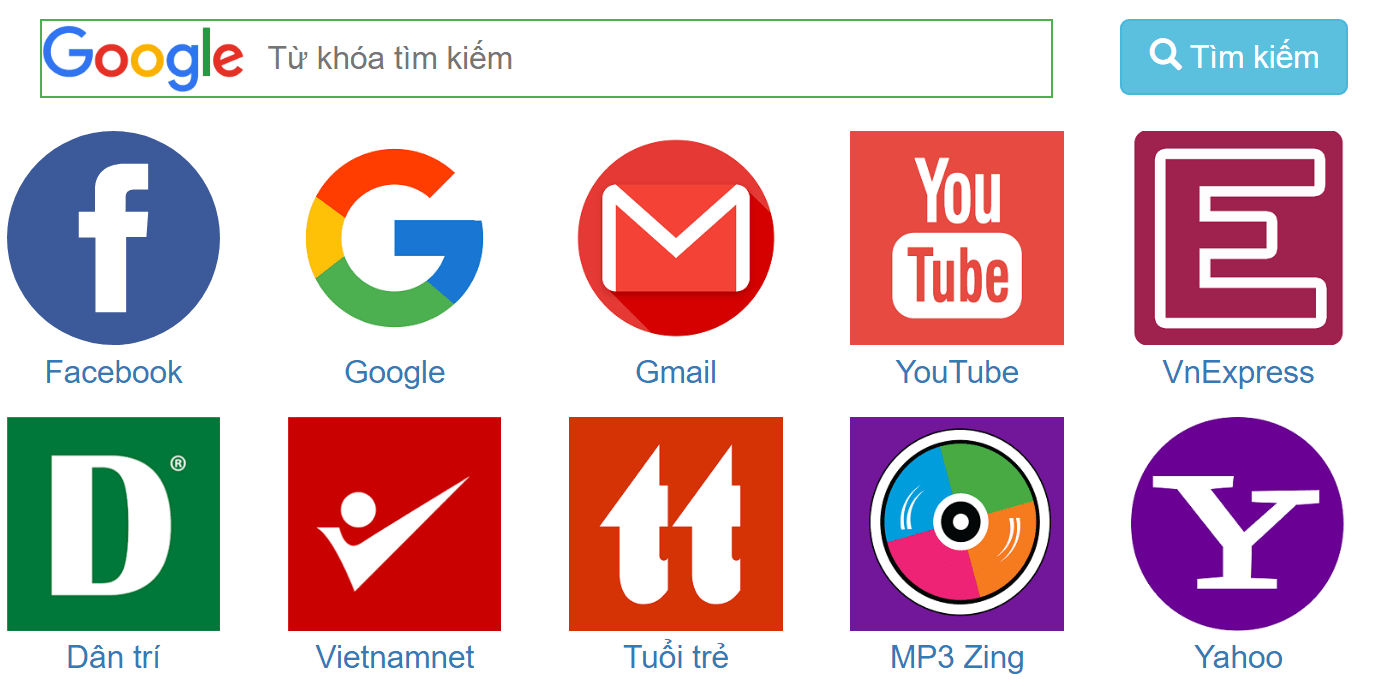 Google Từ khóa tìm kiếm Tìm kiếm
f G M You Tube E
Facebook Google Gmail YouTube VnExpress
D® tt Y
Dân trí Vietnamnet Tuổi trẻ MP3 Zing Yahoo